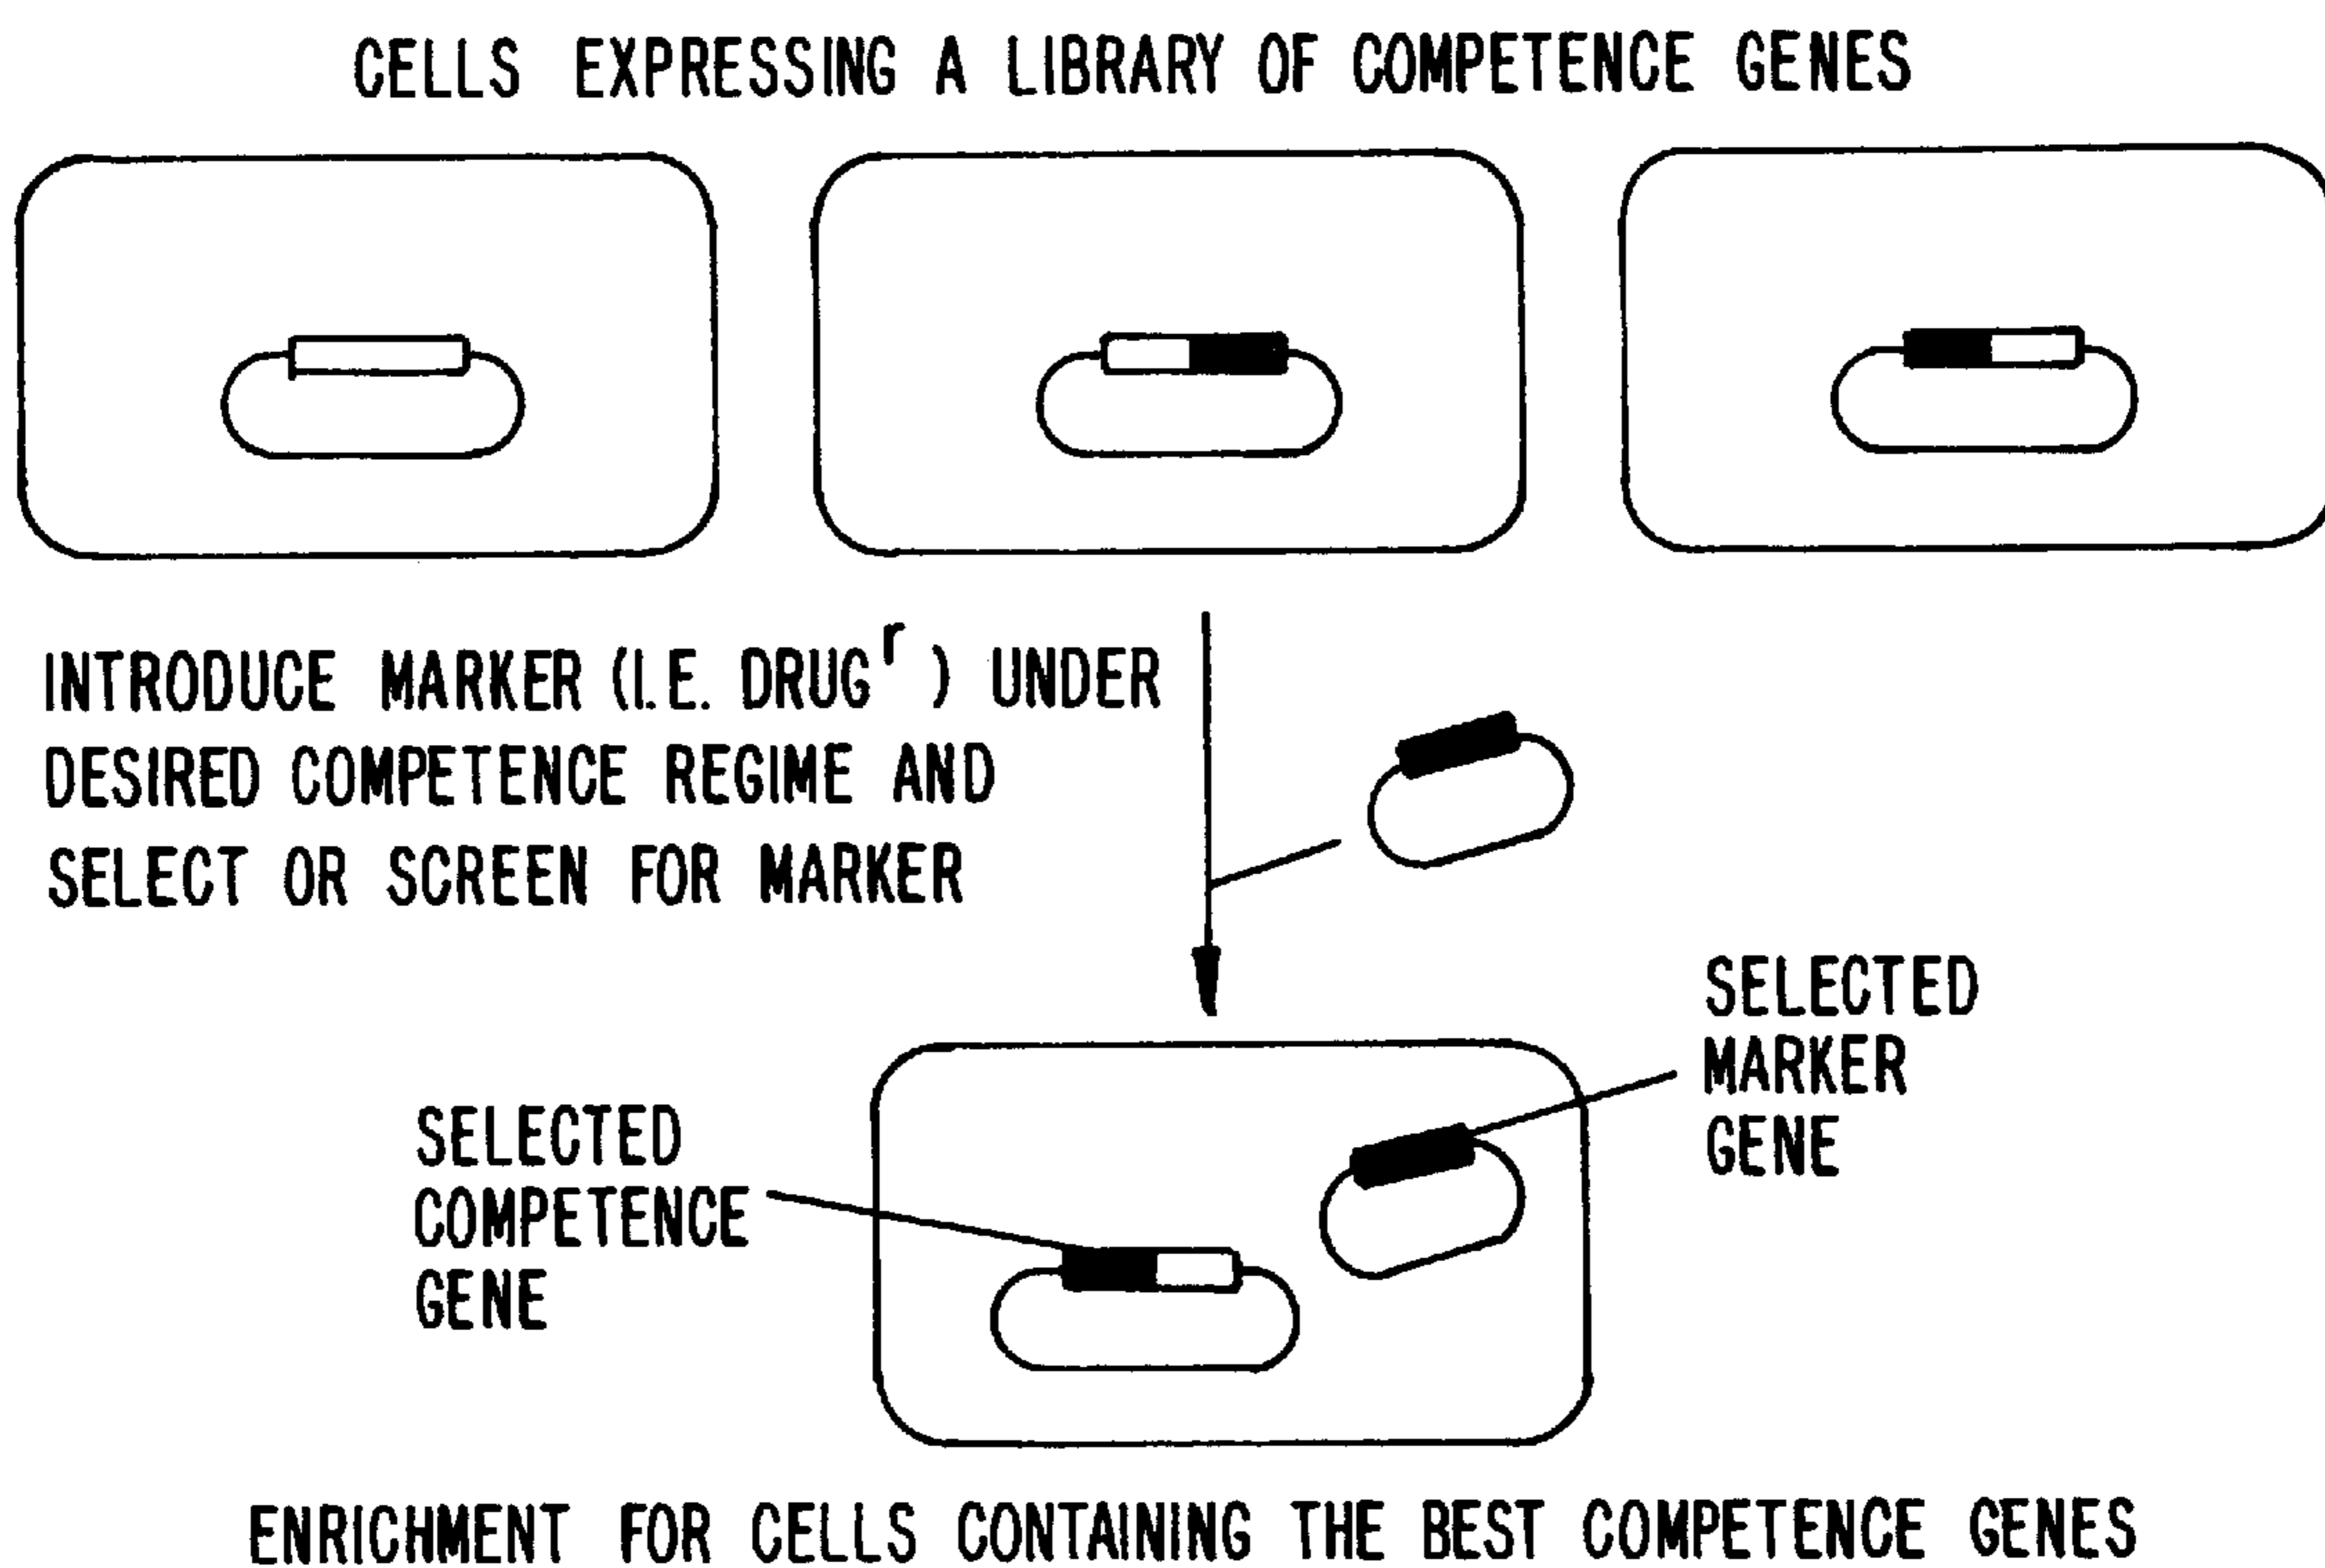 CELLS EXPRESSING A LIBRARY OF COMPETENCE GENES
INTRODUCE MARKER (I.E. DRUGʳ) UNDER
DESIRED COMPETENCE REGIME AND
SELECT OR SCREEN FOR MARKER
SELECTED
MARKER
GENE
SELECTED
COMPETENCE
GENE
ENRICHMENT FOR CELLS CONTAINING THE BEST COMPETENCE GENES